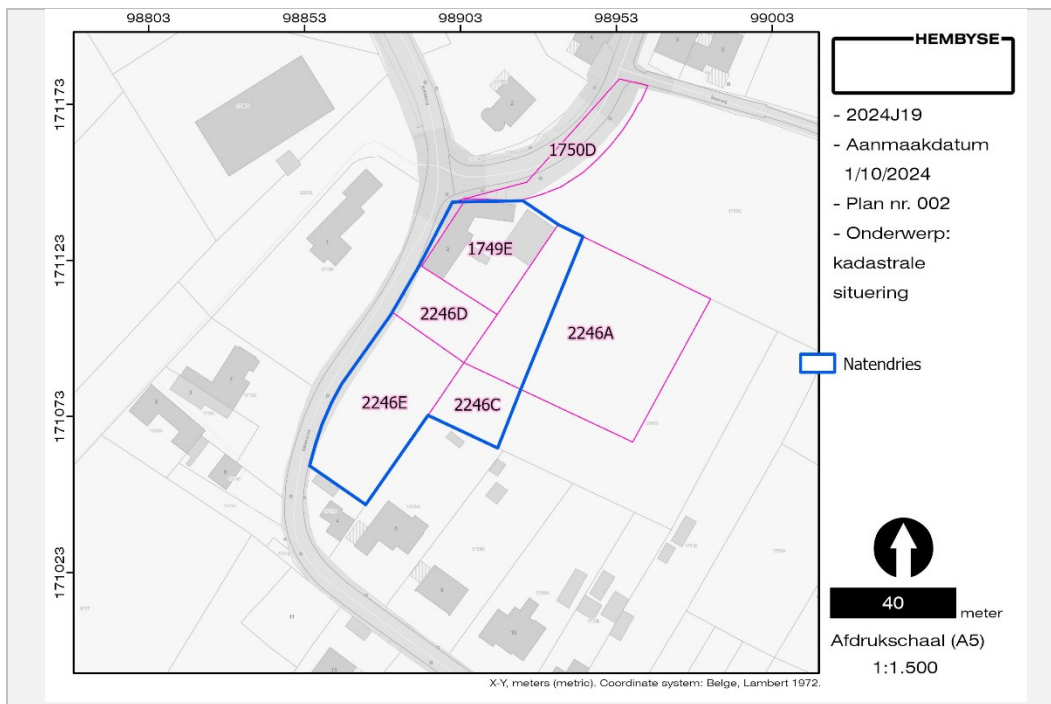 98803 98853 98903 98953 99003
171173
171123
171073
171023
1750D
1749E
2246D
2246A
2246E
2246C
HEMBYSE
- 2024J19
- Aanmaakdatum
1/10/2024
- Plan nr. 002
- Onderwerp:
kadastrale
situering
Natendries
40 meter
Afdrukschaal (A5)
1:1.500
X-Y, meters (metric). Coordinate system: Belge, Lambert 1972.